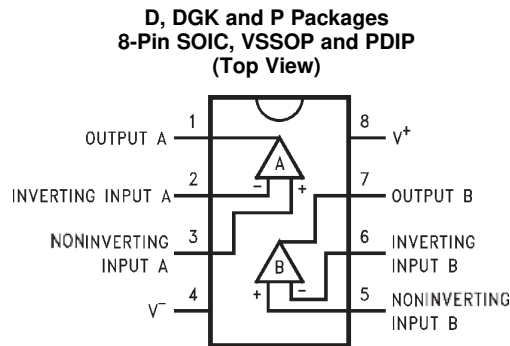 D, DGK and P Packages
8-Pin SOIC, VSSOP and PDIP
(Top View)
1
OUTPUT A
8
V+
A
- +
2
INVERTING INPUT A
7
OUTPUT B
3
NONINVERTING
INPUT A
6
INVERTING
INPUT B
B
+ -
4
V-
5
NONINVERTING
INPUT B